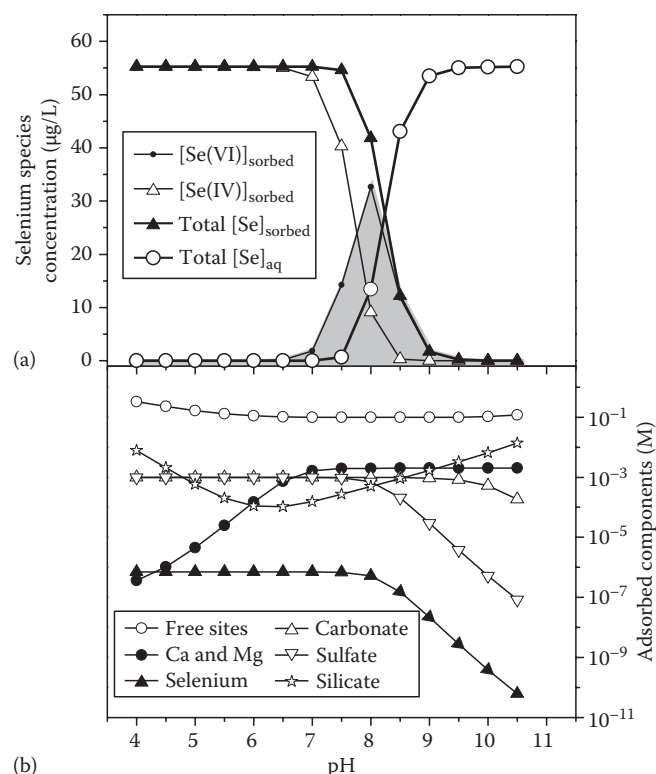 60
50
40
30
20
10
0
Selenium species
concentration (µg/L)
[Se(VI)]sorbed
[Se(IV)]sorbed
Total [Se]sorbed
Total [Se]aq
(a)
10⁻¹
10⁻³
10⁻⁵
10⁻⁷
10⁻⁹
10⁻¹¹
Adsorbed components (M)
Free sites
Ca and Mg
Selenium
Carbonate
Sulfate
Silicate
4 5 6 7 8 9 10 11
(b)
pH